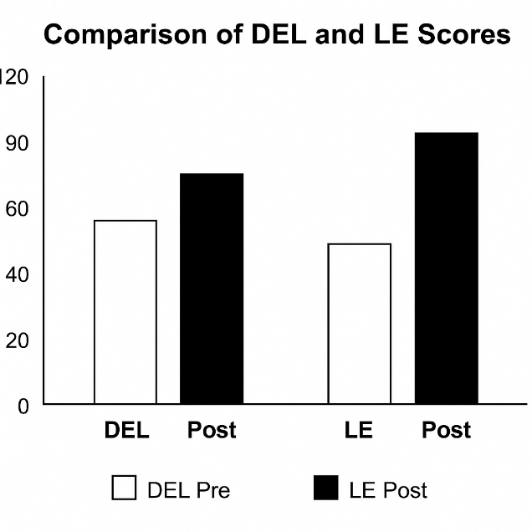 Comparison of DEL and LE Scores
120
90
60
40
20
0
DEL Post LE Post
DEL Pre LE Post